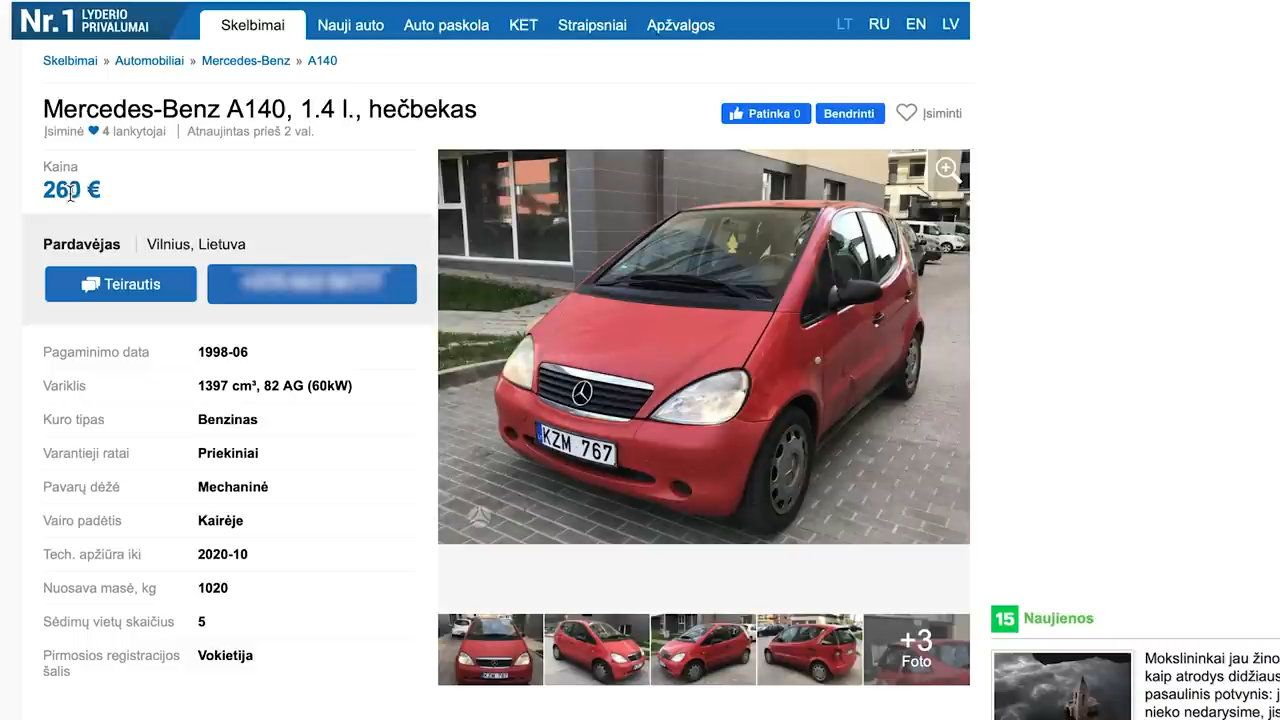 Nr.1 LYDERIO PRIVALUMAI
Skelbimai
Nauji auto
Auto paskola
KET
Straipsniai
Apžvalgos
LT
RU
EN
LV
Skelbimai » Automobiliai » Mercedes-Benz » A140
Mercedes-Benz A140, 1.4 l., hečbekas
Įsiminė 4 lankytojai | Atnaujintas prieš 2 val.
Patinka 0
Bendrinti
Įsiminti
Kaina
260 €
Pardavėjas | Vilnius, Lietuva
Teirautis
Pagaminimo data 1998-06
Variklis 1397 cm³, 82 AG (60kW)
Kuro tipas Benzinas
Varantieji ratai Priekiniai
Pavarų dėžė Mechaninė
Vairo padėtis Kairėje
Tech. apžiūra iki 2020-10
Nuosava masė, kg 1020
Sėdimų vietų skaičius 5
Pirmosios registracijos šalis Vokietija
KZM 767
KZM 767
+3
Foto
15 Naujienos
Mokslininkai jau žino
kaip atrodys didžiaus
pasaulinis potvynis: j
nieko nedarysime, jis